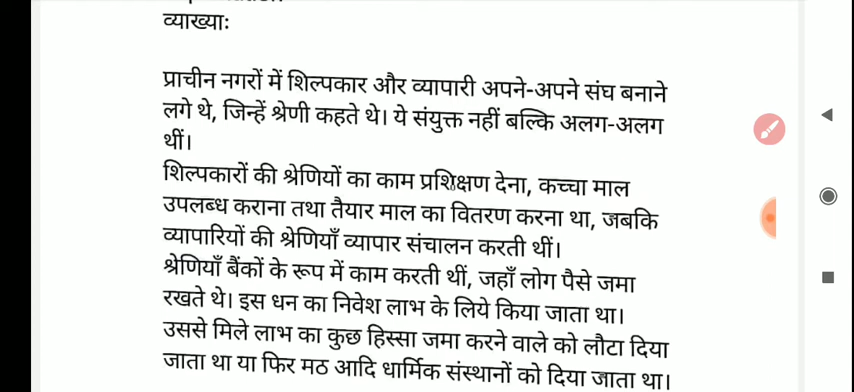 व्याख्याः
प्राचीन नगरों में शिल्पकार और व्यापारी अपने-अपने संघ बनाने
लगे थे, जिन्हें श्रेणी कहते थे। ये संयुक्त नहीं बल्कि अलग-अलग
थीं।
शिल्पकारों की श्रेणियों का काम प्रशिक्षण देना, कच्चा माल
उपलब्ध कराना तथा तैयार माल का वितरण करना था, जबकि
व्यापारियों की श्रेणियाँ व्यापार संचालन करती थीं।
श्रेणियाँ बैंकों के रूप में काम करती थीं, जहाँ लोग पैसे जमा
रखते थे। इस धन का निवेश लाभ के लिये किया जाता था।
उससे मिले लाभ का कुछ हिस्सा जमा करने वाले को लौटा दिया
जाता था या फिर मठ आदि धार्मिक संस्थानों को दिया जाता था।